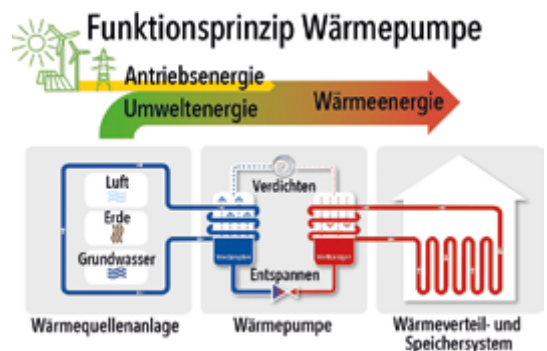 Funktionsprinzip Wärmepumpe
Antriebsenergie
Umweltenergie
Wärmeenergie
Luft
Erde
Grundwasser
Verdichten
Entspannen
Wärmequellenanlage
Wärmepumpe
Wärmeverteil- und
Speichersystem